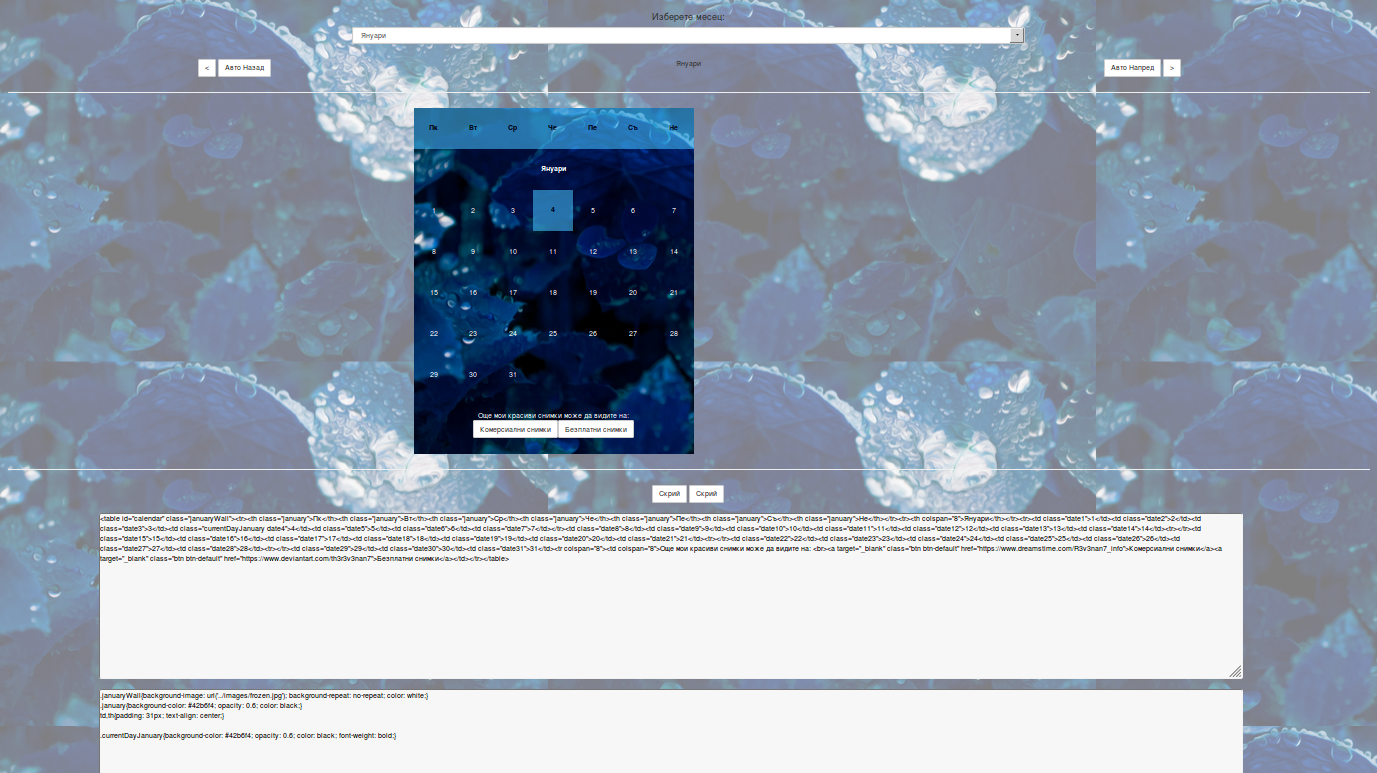 Изберете месец:
Януари
< Авто Назад
Януари
Авто Напред >
Пк Вт Ср Че Пе Съ Не
Януари
1 2 3 4 5 6 7
8 9 10 11 12 13 14
15 16 17 18 19 20 21
22 23 24 25 26 27 28
29 30 31
Още мои красиви снимки може да видите на:
Комерсиални снимки Безплатни снимки
Скрий Скрий
<table id="calendar" class="januaryWall"><tr><th class="january">Пк</th><th class="january">Вт</th><th class="january">Ср</th><th class="january">Че</th><th class="january">Пе</th><th class="january">Съ</th><th class="january">Не</th></tr><tr><th colspan="8">Януари</th></tr><tr><td class="date1">1</td><td class="date2">2</td><td
class="date3">3</td><td class="currentDayJanuary date4">4</td><td class="date5">5</td><td class="date6">6</td><td class="date7">7</td></tr><td class="date8">8</td><td class="date9">9</td><td class="date10">10</td><td class="date11">11</td><td class="date12">12</td><td class="date13">13</td><td class="date14">14</td><tr></tr><td
class="date15">15</td><td class="date16">16</td><td class="date17">17</td><td class="date18">18</td><td class="date19">19</td><td class="date20">20</td><td class="date21">21</td><tr></tr><td class="date22">22</td><td class="date23">23</td><td class="date24">24</td><td class="date25">25</td><td class="date26">26</td><td
class="date27">27</td><td class="date28">28</td><tr></tr><td class="date29">29</td><td class="date30">30</td><td class="date31">31</td><tr colspan="8"><td colspan="8">Още мои красиви снимки може да видите на: <br><a target="_blank" class="btn btn-default" href="https://www.dreamstime.com/R3v3nan7_info">Комерсиални снимки</a><a
target="_blank" class="btn btn-default" href="https://www.deviantart.com/th3r3v3nan7">Безплатни снимки</a></td></tr></table>
.januaryWall{background-image: url('../images/frozen.jpg'); background-repeat: no-repeat; color: white;}
.january{background-color: #42b6f4; opacity: 0.6; color: black;}
td,th{padding: 31px; text-align: center;}
.currentDayJanuary{background-color: #42b6f4; opacity: 0.6; color: black; font-weight: bold;}